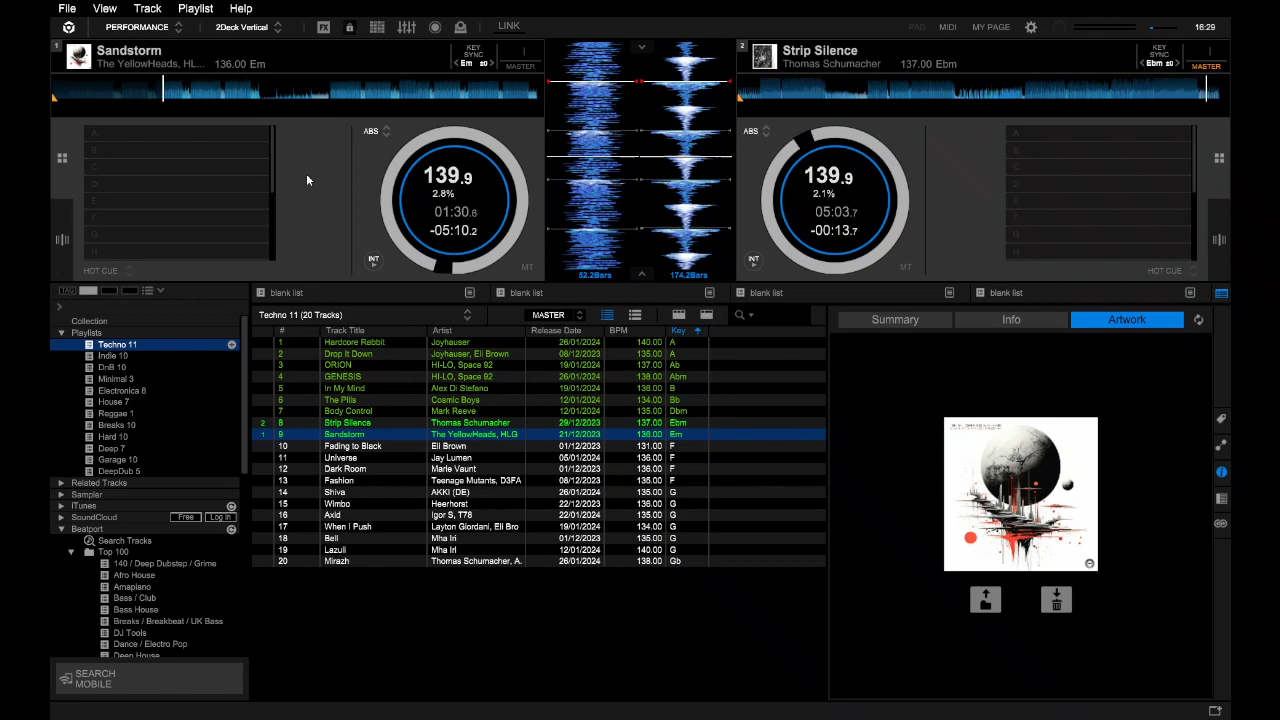 File View Track Playlist Help
PERFORMANCE 2Deck Vertical FX LINK PAD MIDI MY PAGE 16:29
1 Sandstorm
The YellowHeads, HL... 136.00 Em
KEY SYNC
Em ±0 MASTER
2 Strip Silence
Thomas Schumacher 137.00 Ebm
KEY SYNC
Ebm ±0 MASTER
A
B
C
D
E
F
G
H
HOT CUE
ABS
139.9
2.8%
01:30.6
-05:10.2
INT
MT
52.2Bars 174.2Bars
ABS
139.9
2.1%
05:03.7
-00:13.7
INT
MT
A
B
C
D
E
F
G
H
HOT CUE
TAG
blank list blank list blank list blank list
Collection
Playlists
Techno 11
Indie 10
DnB 10
Minimal 3
Electronica 8
House 7
Reggae 1
Breaks 10
Hard 10
Deep 7
Garage 10
DeepDub 5
Related Tracks
Sampler
iTunes
SoundCloud Free Log In
Beatport
Search Tracks
Top 100
140 / Deep Dubstep / Grime
Afro House
Amapiano
Bass / Club
Bass House
Breaks / Breakbeat / UK Bass
DJ Tools
Dance / Electro Pop
Deep House
SEARCH
MOBILE
Techno 11 (20 Tracks) MASTER
# Track Title Artist Release Date BPM Key
1 Hardcore Rabbit Joyhauser 26/01/2024 140.00 A
2 Drop It Down Joyhauser, Eli Brown 08/12/2023 135.00 A
3 ORION HI-LO, Space 92 19/01/2024 137.00 Ab
4 GENESIS HI-LO, Space 92 26/01/2024 138.00 Abm
5 In My Mind Alex Di Stefano 19/01/2024 136.00 B
6 The Pills Cosmic Boys 12/01/2024 134.00 Bb
7 Body Control Mark Reeve 12/01/2024 135.00 Dbm
2 8 Strip Silence Thomas Schumacher 29/12/2023 137.00 Ebm
1 9 Sandstorm The YellowHeads, HLG 21/12/2023 136.00 Em
10 Fading to Black Eli Brown 01/12/2023 131.00 F
11 Universe Jay Lumen 05/01/2024 136.00 F
12 Dark Room Marie Vaunt 01/12/2023 136.00 F
13 Fashion Teenage Mutants, D3FA 01/12/2023 135.00 F
14 Shiva AKKI (DE) 26/01/2024 135.00 G
15 Wimbo Heerhorst 22/12/2023 135.00 G
16 Axid Igor S, T78 22/01/2024 135.00 G
17 When I Push Layton Giordani, Eli Bro 19/01/2024 134.00 G
18 Bell Mha Iri 01/12/2023 135.00 G
19 Lazuli Mha Iri 12/01/2024 140.00 G
20 Mirazh Thomas Schumacher, A. 26/01/2024 138.00 Gb
Summary Info Artwork